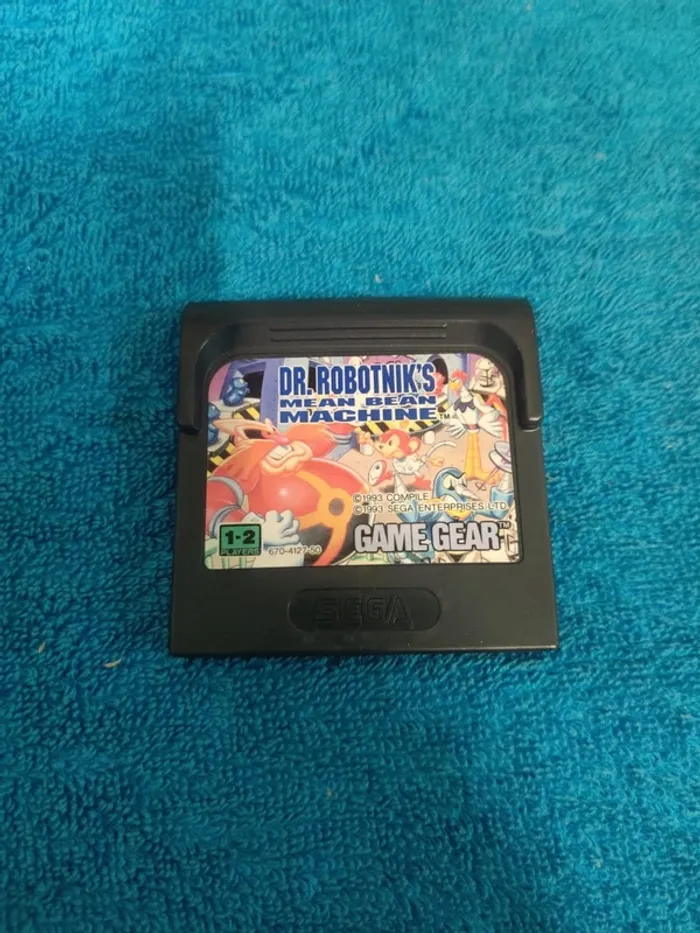 DR. ROBOTNIK'S
MEAN BEAN
MACHINE™
©1993 COMPILE
©1993 SEGA ENTERPRISES LTD.
1-2
PLAYERS
670-4127-50
GAME GEAR™
SEGA